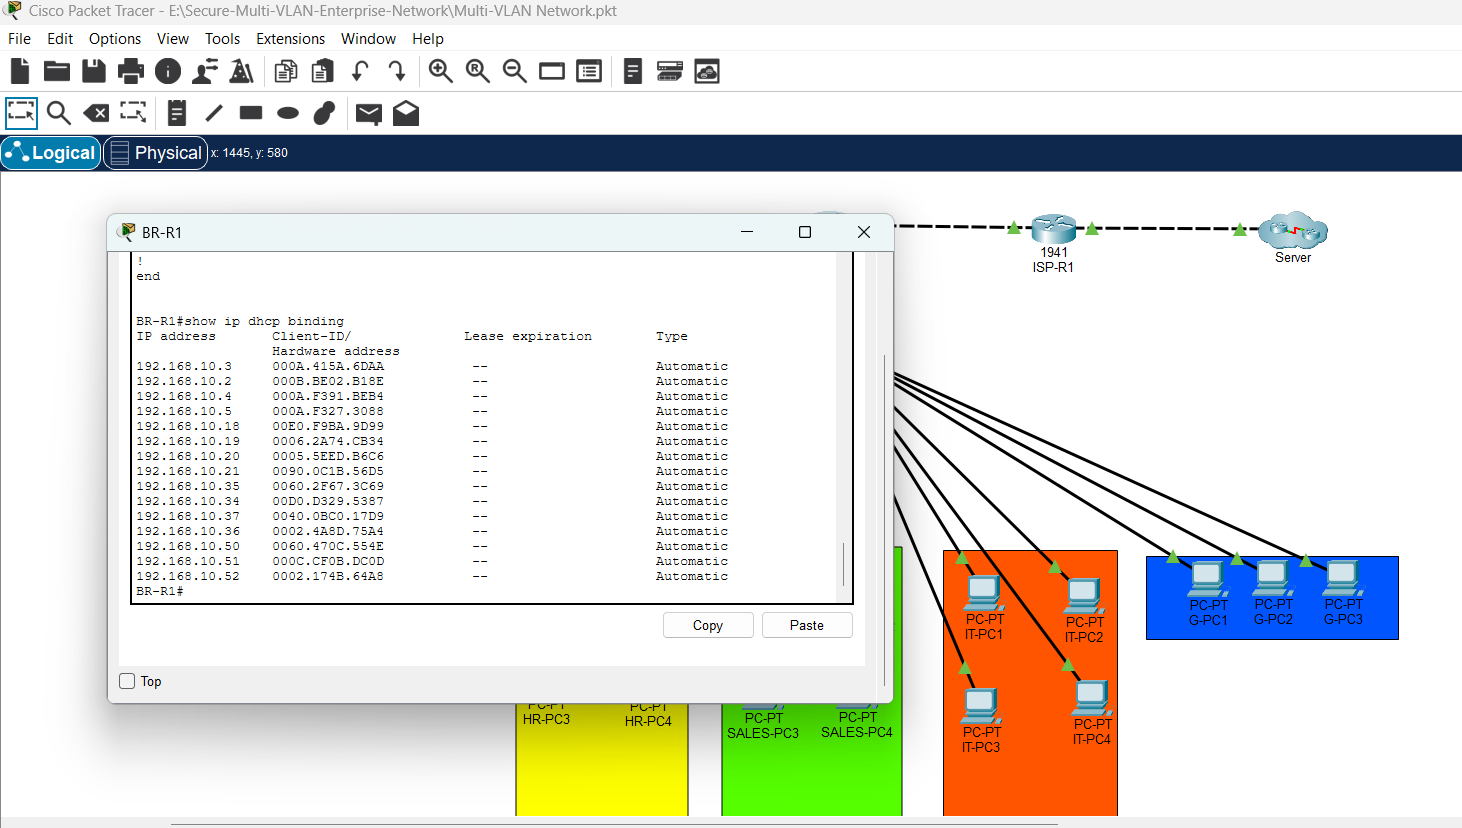 Cisco Packet Tracer - E:\Secure-Multi-VLAN-Enterprise-Network\Multi-VLAN Network.pkt
File Edit Options View Tools Extensions Window Help
Logical Physical x: 1445, y: 580
BR-R1
!
end
BR-R1#show ip dhcp binding
IP address Client-ID/ Lease expiration Type
Hardware address
192.168.10.3 000A.415A.6DAA -- Automatic
192.168.10.2 000B.BE02.B18E -- Automatic
192.168.10.4 000A.F391.BEB4 -- Automatic
192.168.10.5 000A.F327.3088 -- Automatic
192.168.10.18 00E0.F9BA.9D99 -- Automatic
192.168.10.19 0006.2A74.CB34 -- Automatic
192.168.10.20 0005.5EED.B6C6 -- Automatic
192.168.10.21 0090.0C1B.56D5 -- Automatic
192.168.10.35 0060.2F67.3C69 -- Automatic
192.168.10.34 00D0.D329.5387 -- Automatic
192.168.10.37 0040.0BC0.17D9 -- Automatic
192.168.10.36 0002.4A8D.75A4 -- Automatic
192.168.10.50 0060.470C.554E -- Automatic
192.168.10.51 000C.CF0B.DC0D -- Automatic
192.168.10.52 0002.174B.64A8 -- Automatic
BR-R1#
Copy Paste
Top
1941
ISP-R1
Server
PC-PT
IT-PC1
PC-PT
IT-PC2
PC-PT
G-PC1
PC-PT
G-PC2
PC-PT
G-PC3
PC-PT
HR-PC3
PC-PT
HR-PC4
PC-PT
SALES-PC3
PC-PT
SALES-PC4
PC-PT
IT-PC3
PC-PT
IT-PC4